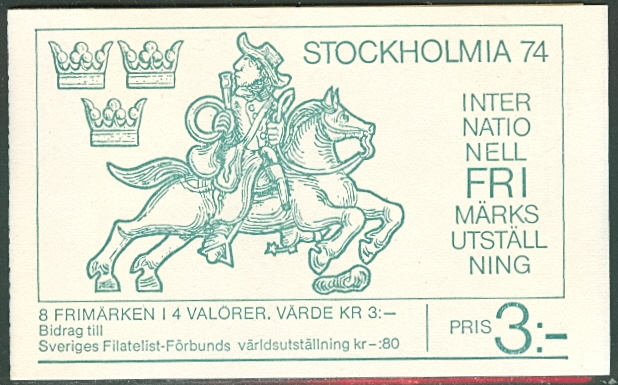 STOCKHOLMIA 74
INTER
NATIO
NELL
FRI
MÄRKS
UTSTÄLL
NING
8 FRIMÄRKEN I 4 VALÖRER. VÄRDE KR 3:—
Bidrag till
Sveriges Filatelist-Förbunds världsutställning kr –:80
PRIS 3:-